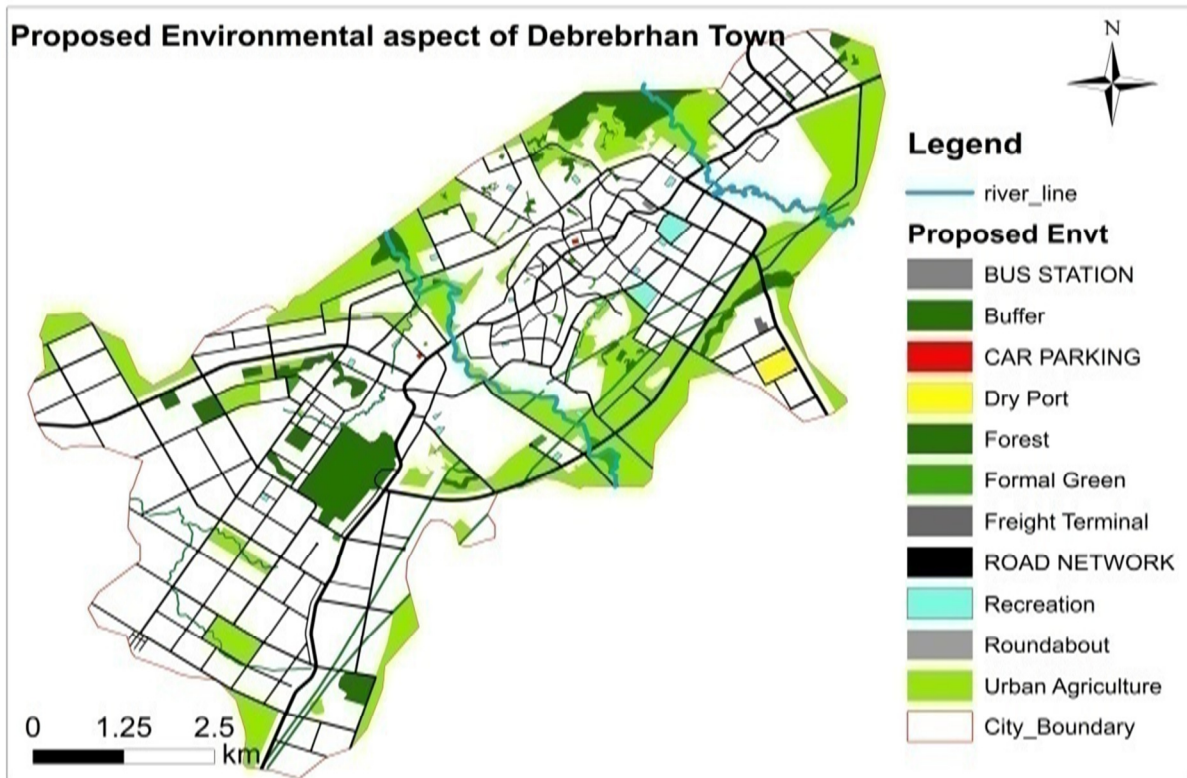 Proposed Environmental aspect of Debrebrhan Town
N
Legend
river_line
Proposed Envt
BUS STATION
Buffer
CAR PARKING
Dry Port
Forest
Formal Green
Freight Terminal
ROAD NETWORK
Recreation
Roundabout
Urban Agriculture
City_Boundary
0 1.25 2.5
km